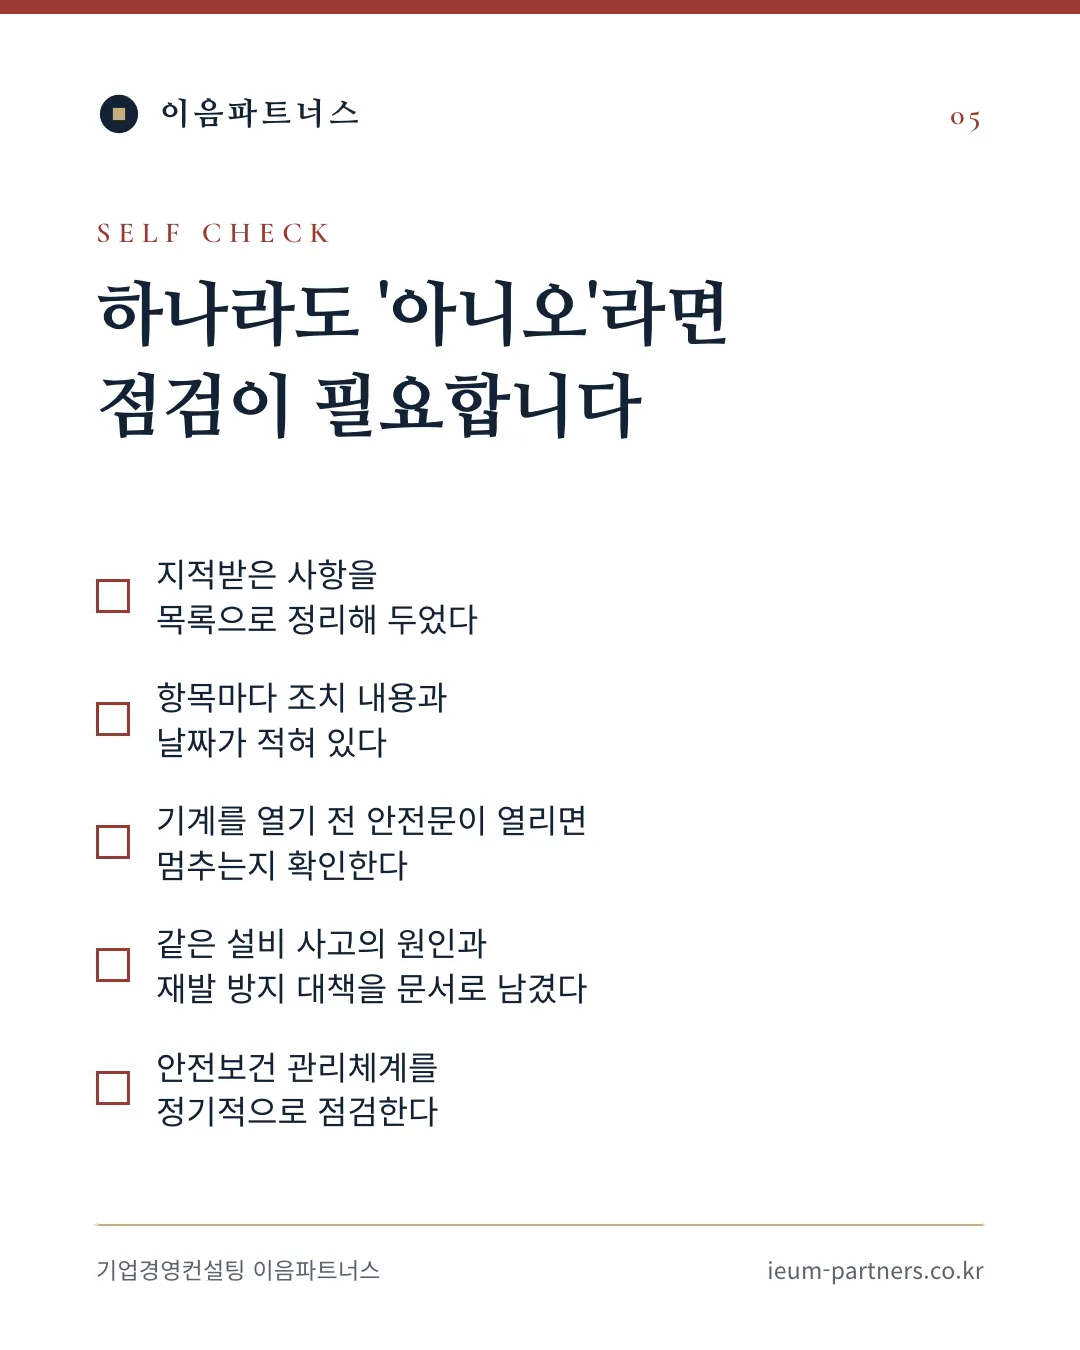 이음파트너스
05
SELF CHECK
하나라도 '아니오'라면
점검이 필요합니다
지적받은 사항을
목록으로 정리해 두었다
항목마다 조치 내용과
날짜가 적혀 있다
기계를 열기 전 안전문이 열리면
멈추는지 확인한다
같은 설비 사고의 원인과
재발 방지 대책을 문서로 남겼다
안전보건 관리체계를
정기적으로 점검한다
기업경영컨설팅 이음파트너스
ieum-partners.co.kr